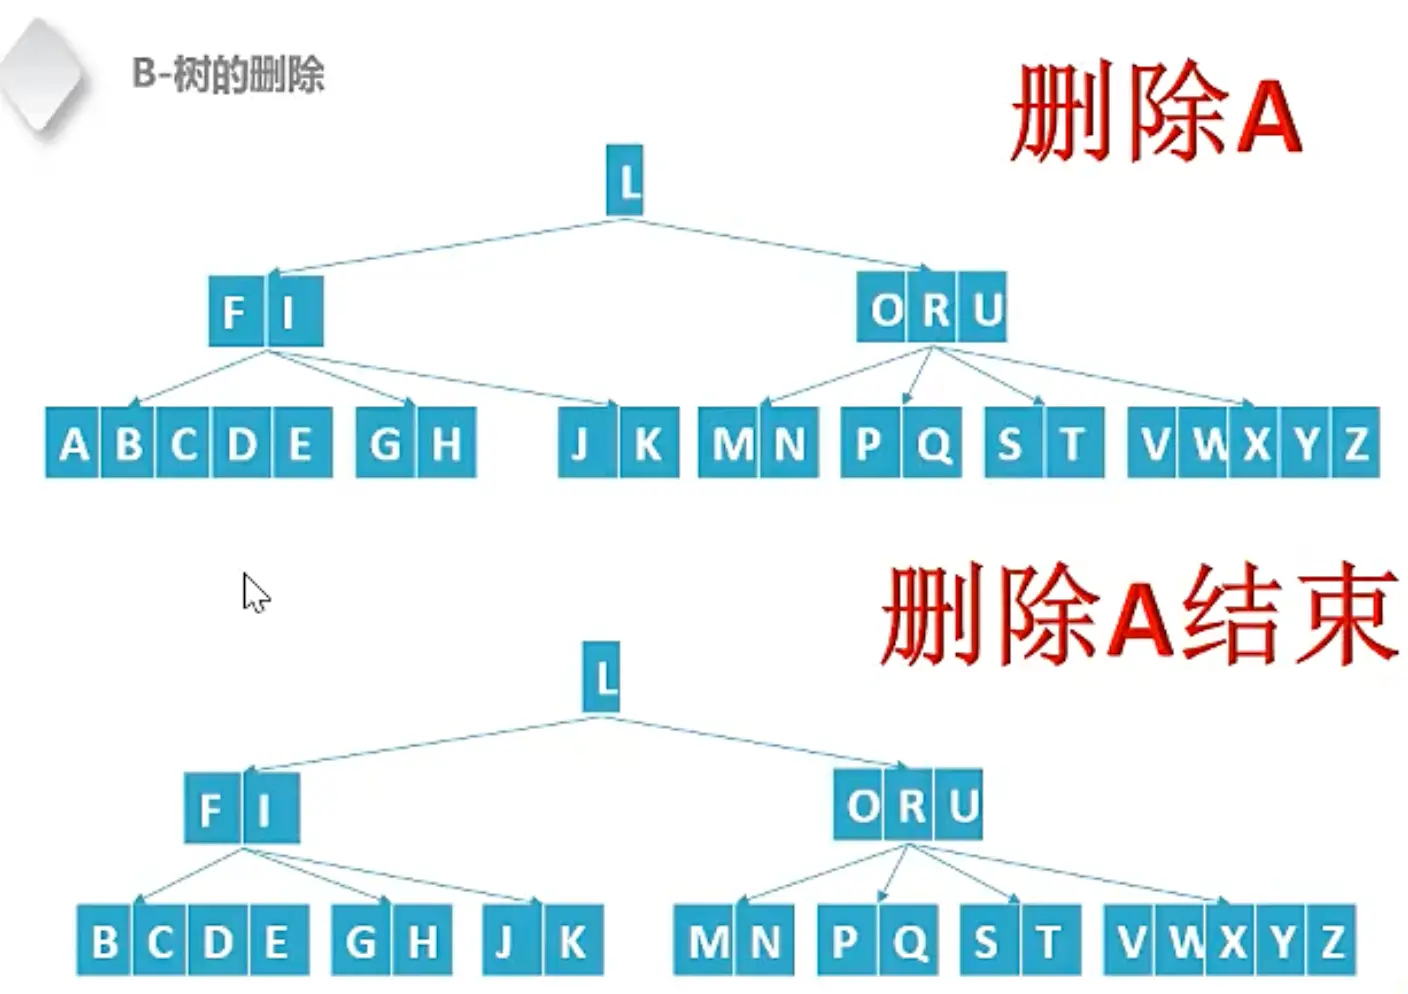 B-树的删除
删除A
L
F I
O R U
A B C D E
G H
J K
M N
P Q
S T
V W X Y Z
删除A结束
L
F I
O R U
B C D E
G H
J K
M N
P Q
S T
V W X Y Z